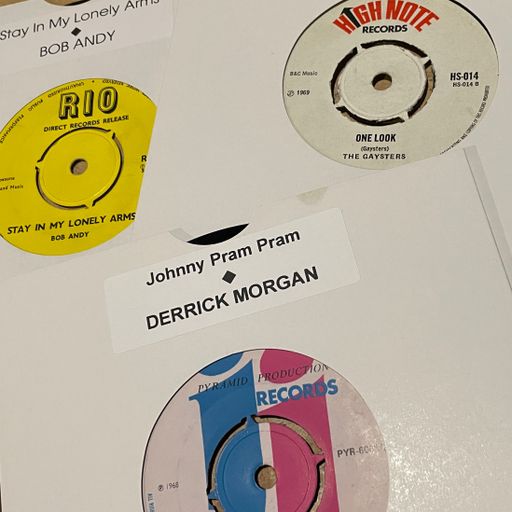 Stay In My Lonely Arms
BOB ANDY
RIO
DIRECT RECORDS RELEASE
STAY IN MY LONELY ARMS
BOB ANDY
HIGH NOTE
RECORDS
B&C Music
℗ 1969
HS-014
HS-014 B
ONE LOOK
(Gaysters)
THE GAYSTERS
Johnny Pram Pram
DERRICK MORGAN
PYRAMID PRODUCTION
RECORDS
PYR-60
℗ 1968